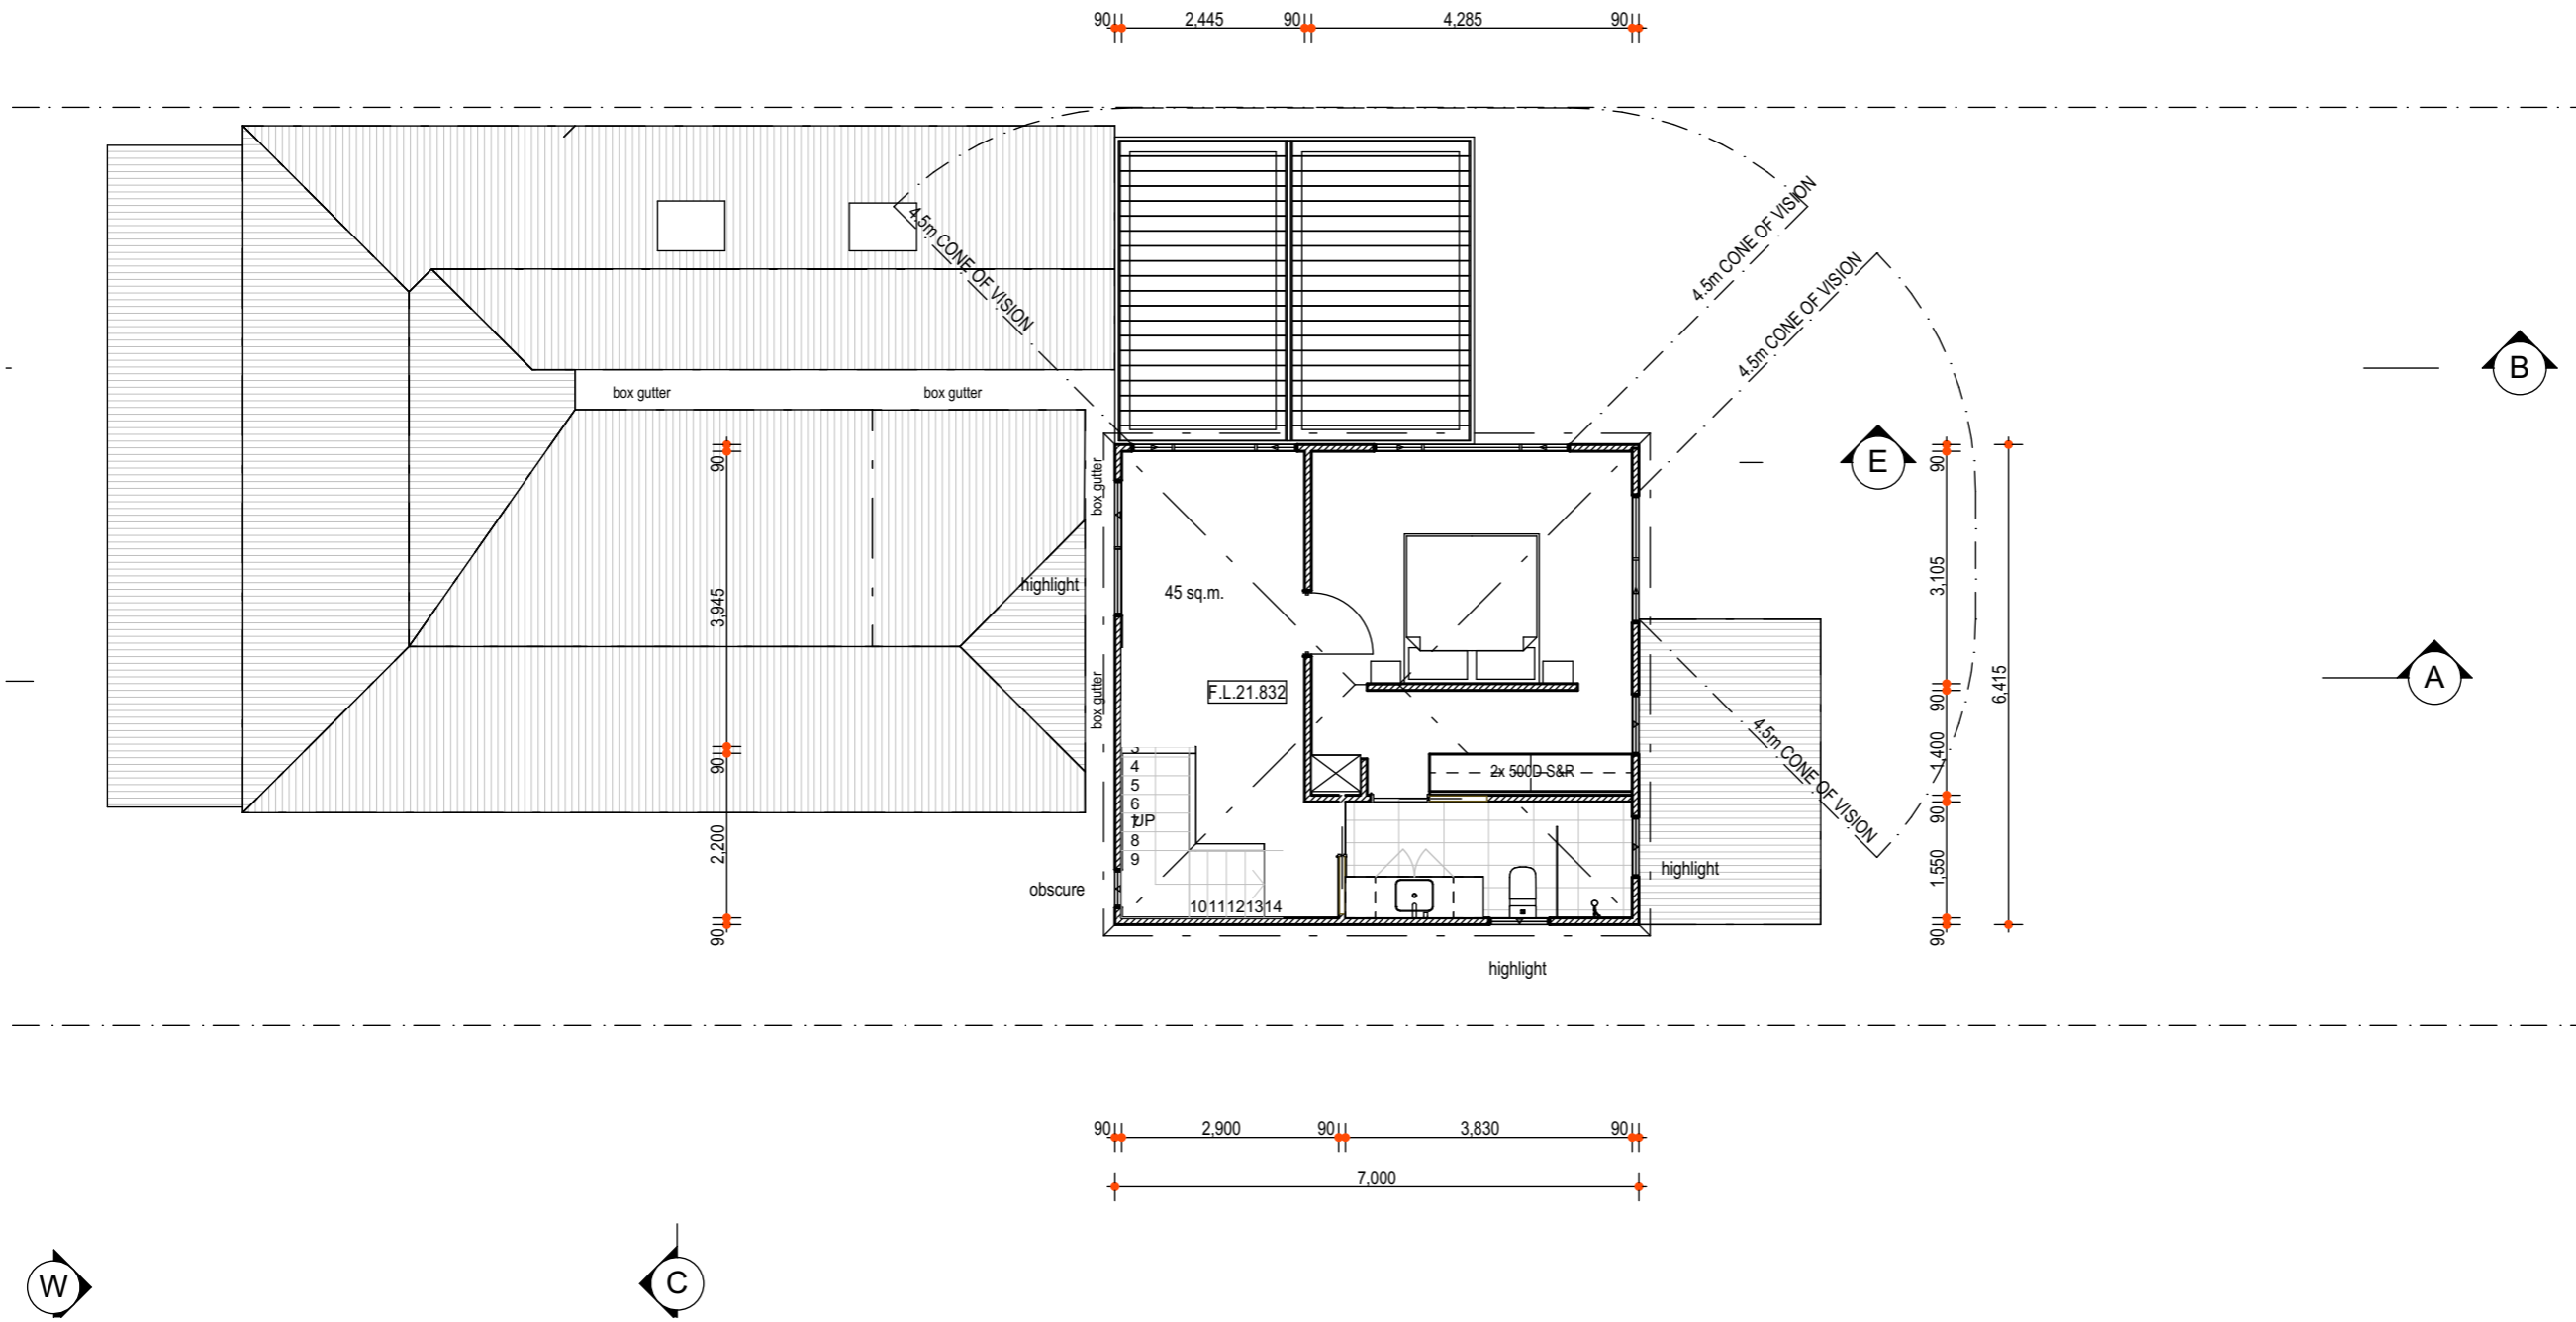 90 2,445 90 4,285 90
4.5m CONE OF VISION
4.5m CONE OF VISION
4.5m CONE OF VISION
B
box gutter
box gutter
E
90
box gutter
90
highlight
45 sq.m.
3,945
3,105
F.L.21.832
A
6,415
box gutter
90
90
3
4
5
6
7
UP
8
9
2x 500D S&R
4.5m CONE OF VISION
1,400
90
2,200
1,550
obscure
highlight
10 11 12 13 14
90
90
highlight
90 2,900 90 3,830 90
7,000
W
C